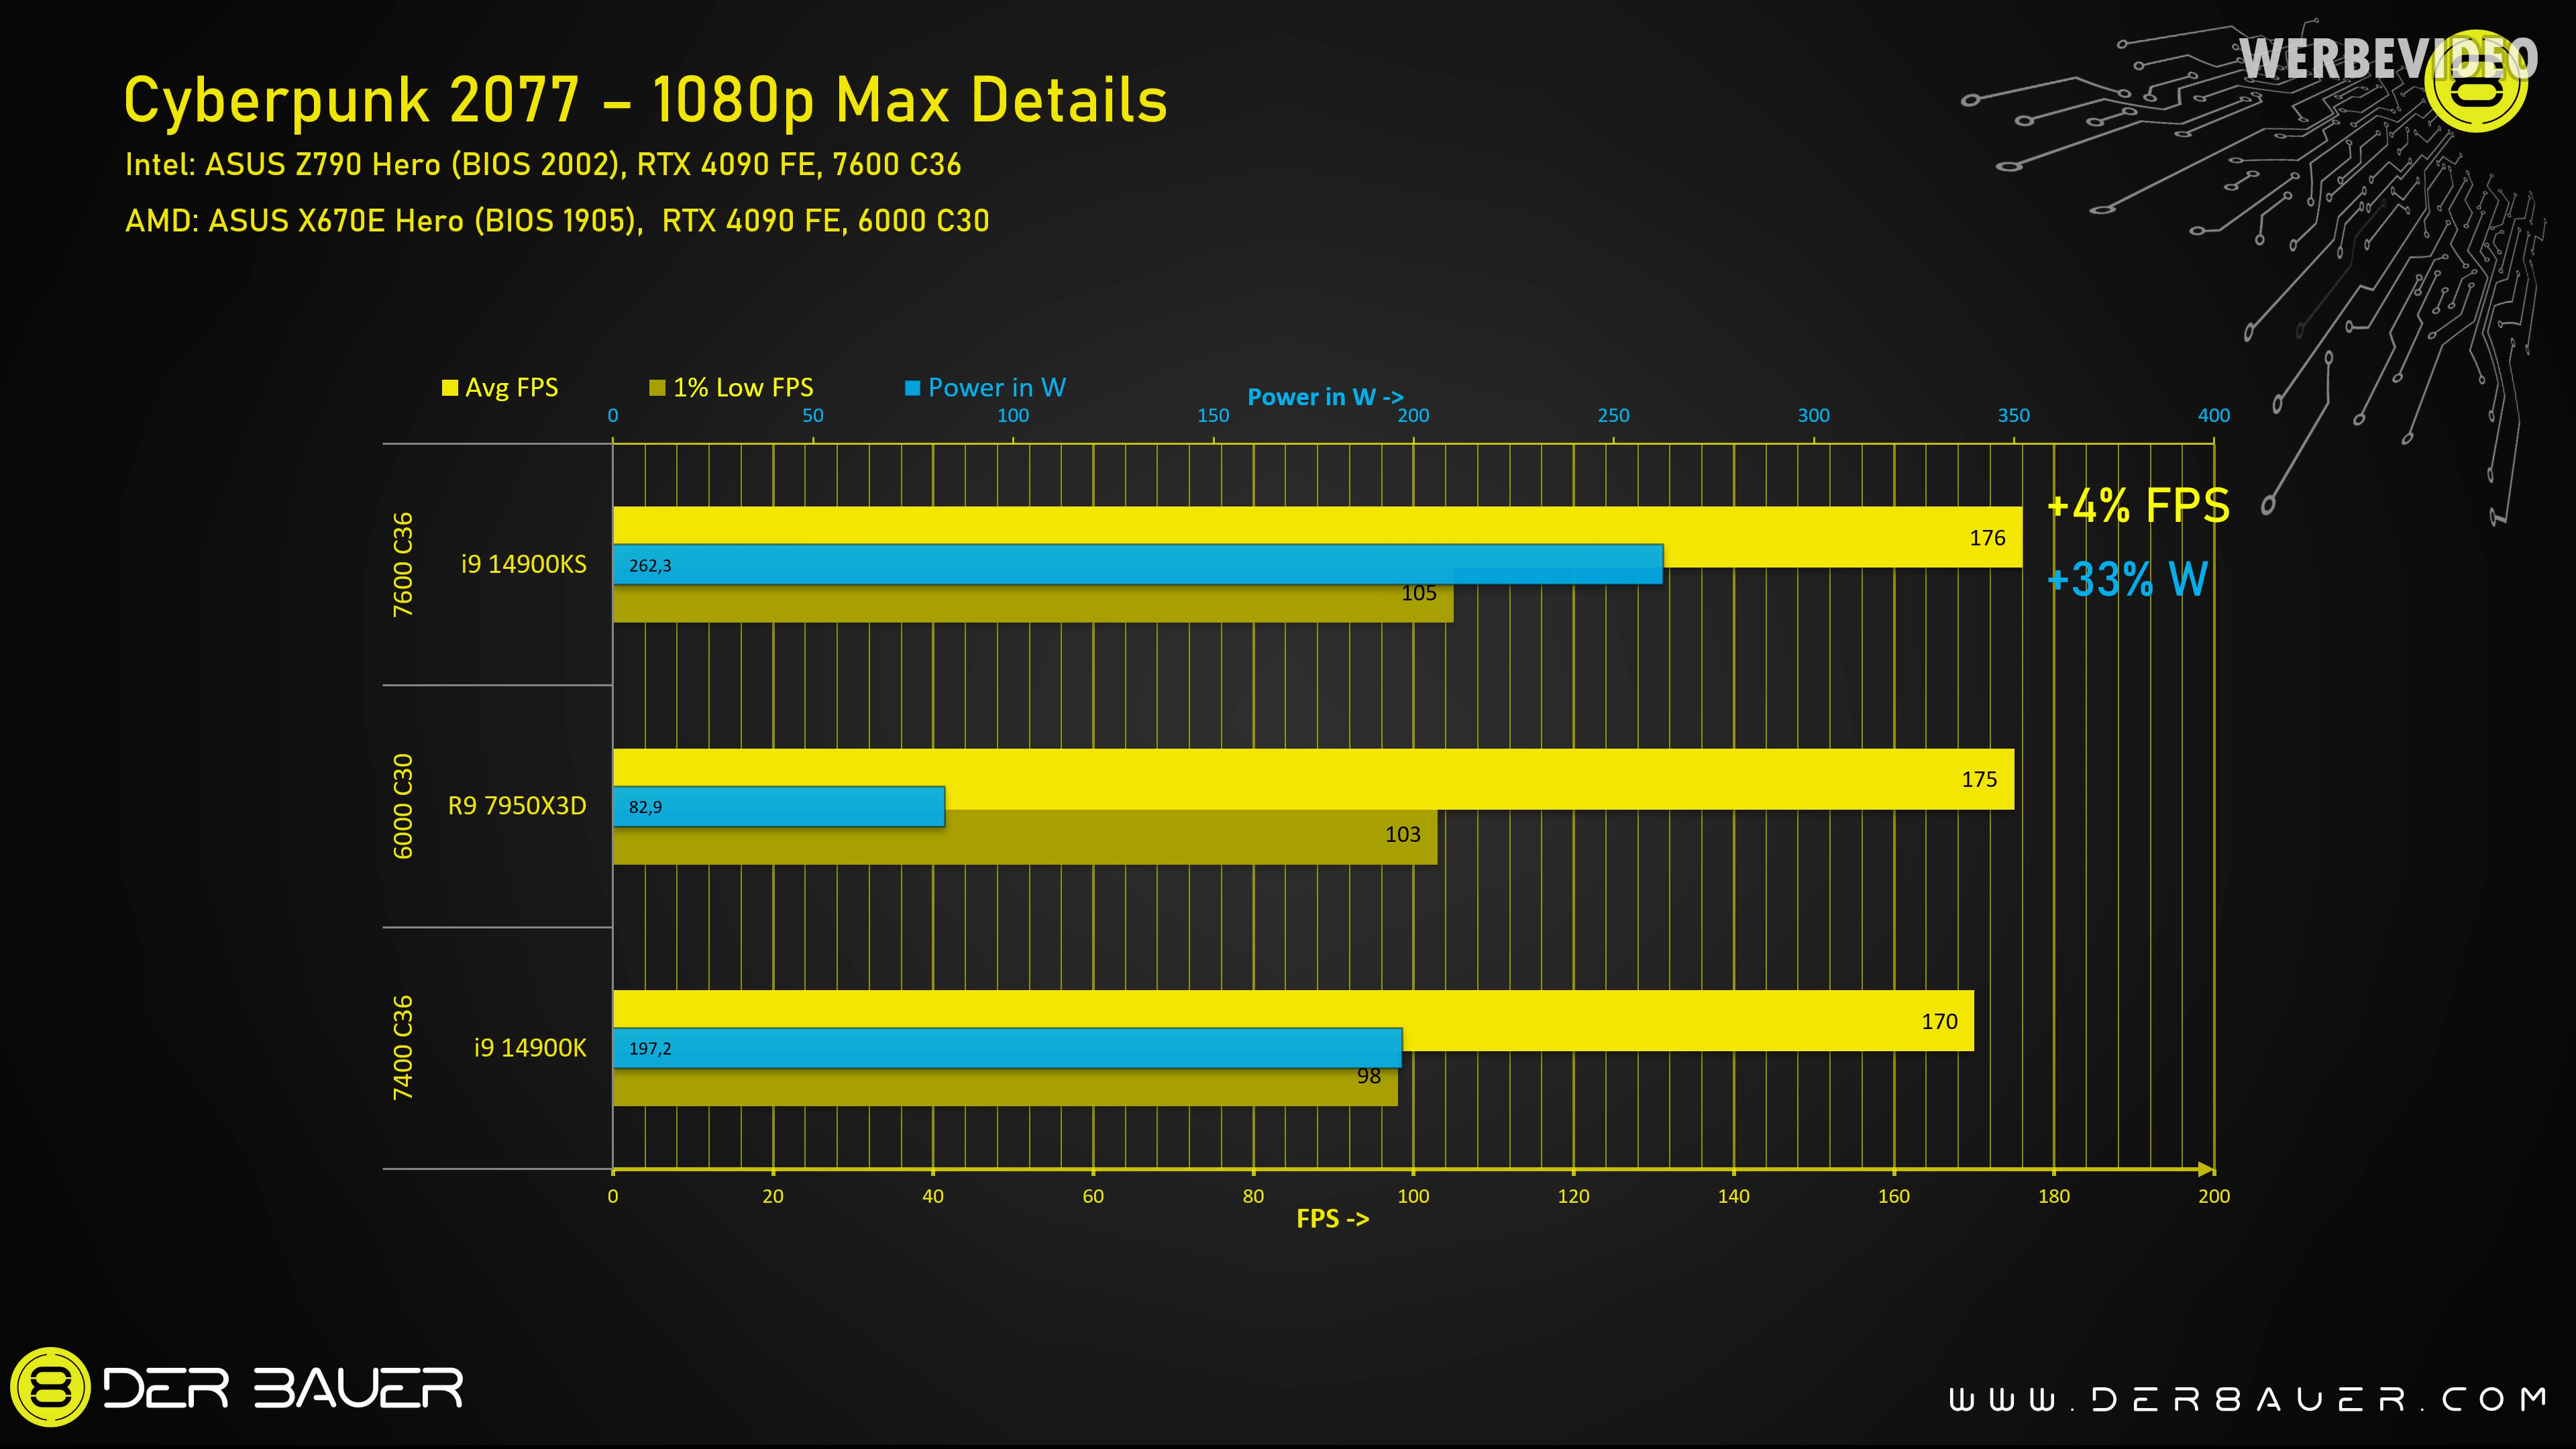 WERBEVIDEO
Cyberpunk 2077 – 1080p Max Details
Intel: ASUS Z790 Hero (BIOS 2002), RTX 4090 FE, 7600 C36
AMD: ASUS X670E Hero (BIOS 1905), RTX 4090 FE, 6000 C30
Avg FPS 1% Low FPS Power in W
Power in W ->
0 50 100 150 200 250 300 350 400
7600 C36
i9 14900KS
176
262,3
105
+4% FPS
+33% W
6000 C30
R9 7950X3D
175
82,9
103
7400 C36
i9 14900K
170
197,2
98
0 20 40 60 80 100 120 140 160 180 200
FPS ->
DER 8AUER
WWW.DER8AUER.COM